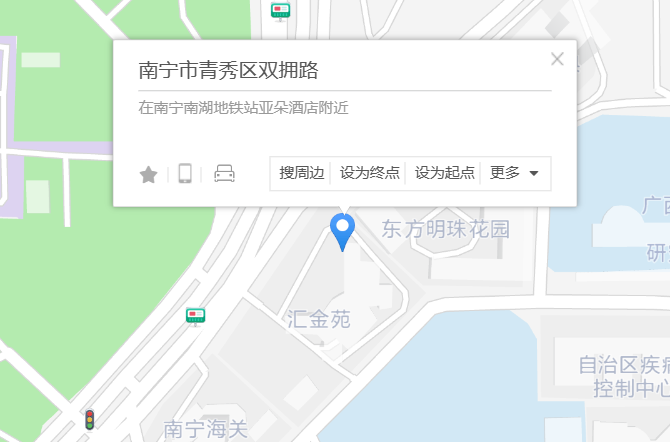 南宁市青秀区双拥路
在南宁南湖地铁站亚朵酒店附近
搜周边 设为终点 设为起点 更多
东方明珠花园
广西
研
汇金苑
自治区疾病
控制中心
南宁海关